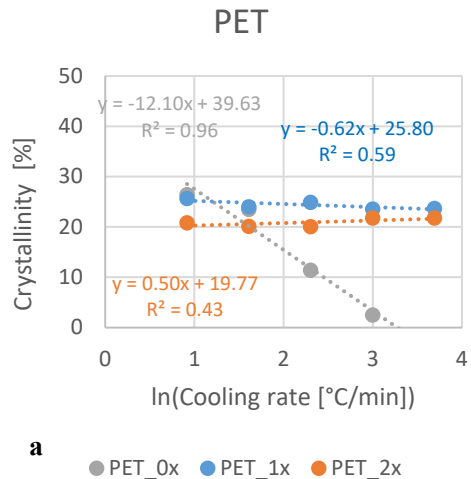 PET
50
40
30
20
10
0
Crystallinity [%]
y = -12.10x + 39.63
R² = 0.96
y = -0.62x + 25.80
R² = 0.59
y = 0.50x + 19.77
R² = 0.43
0 1 2 3 4
ln(Cooling rate [°C/min])
a
PET_0x PET_1x PET_2x